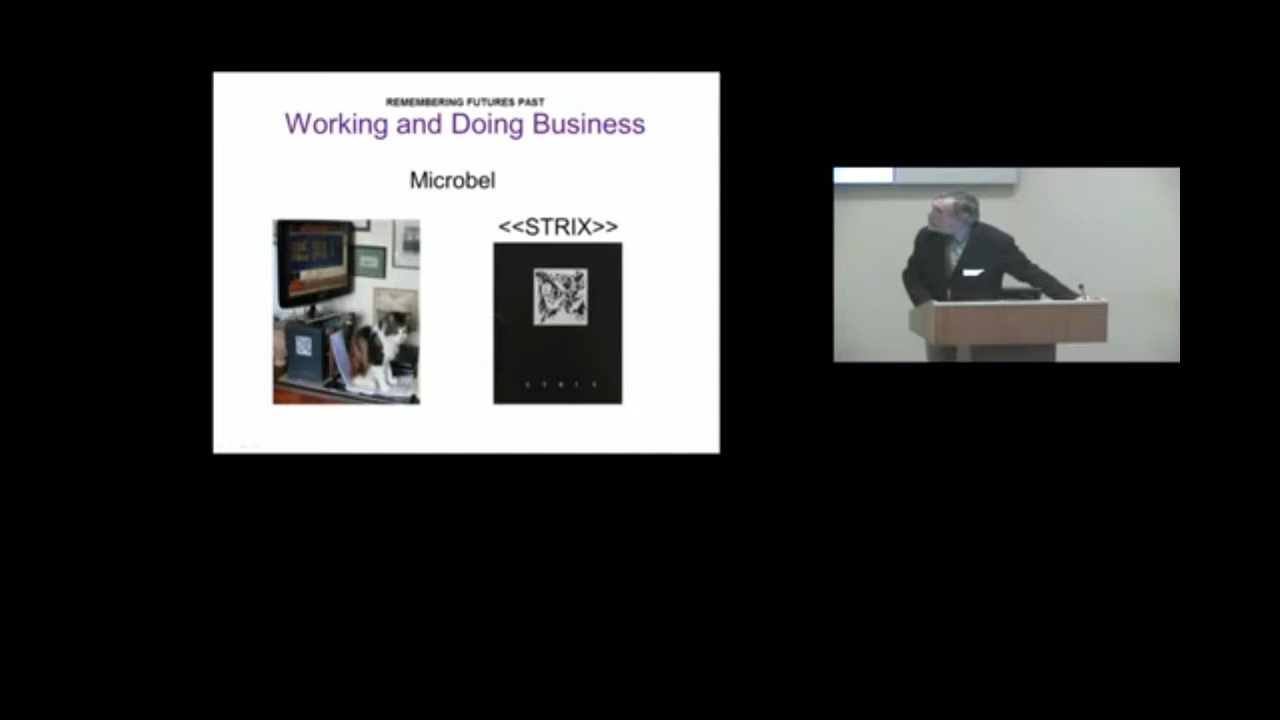 REMEMBERING FUTURES PAST
Working and Doing Business
Microbel
<<STRIX>>
S T R I X